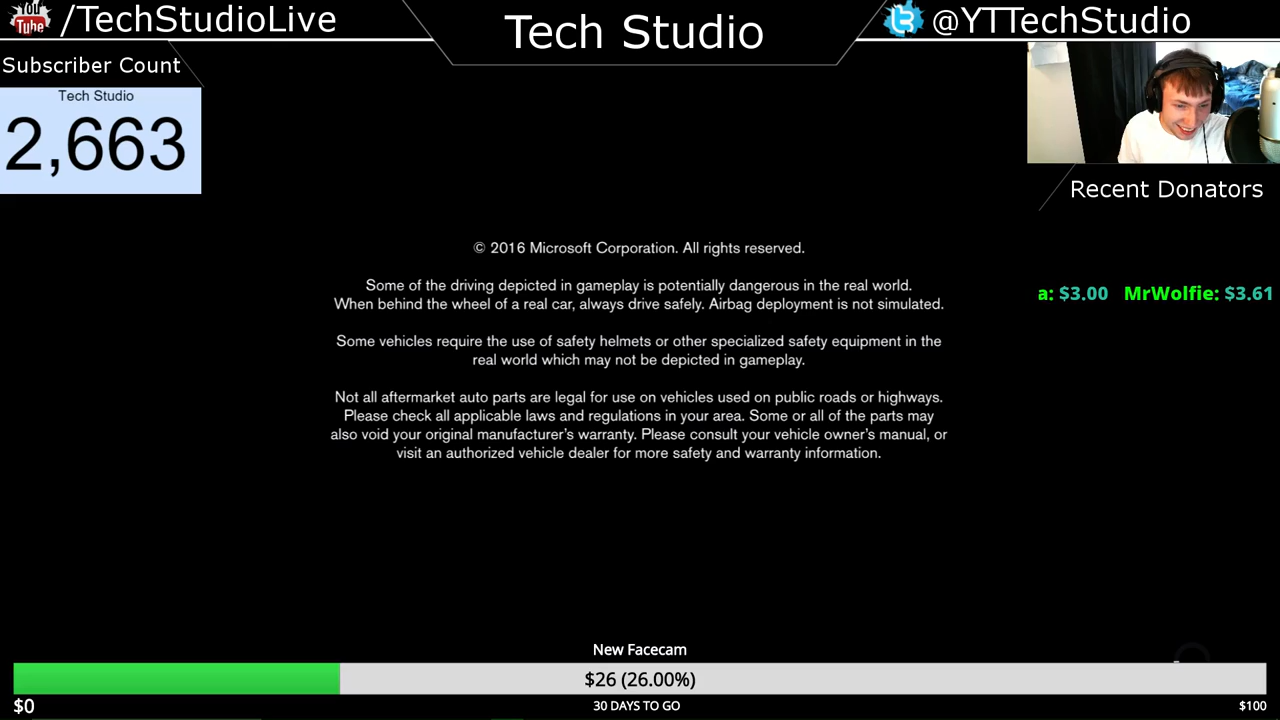 You
Tube
/TechStudioLive
Tech Studio
@YTTechStudio
Subscriber Count
Tech Studio
2,663
Recent Donators
a: $3.00 MrWolfie: $3.61
© 2016 Microsoft Corporation. All rights reserved.
Some of the driving depicted in gameplay is potentially dangerous in the real world.
When behind the wheel of a real car, always drive safely. Airbag deployment is not simulated.
Some vehicles require the use of safety helmets or other specialized safety equipment in the
real world which may not be depicted in gameplay.
Not all aftermarket auto parts are legal for use on vehicles used on public roads or highways.
Please check all applicable laws and regulations in your area. Some or all of the parts may
also void your original manufacturer's warranty. Please consult your vehicle owner's manual, or
visit an authorized vehicle dealer for more safety and warranty information.
New Facecam
$26 (26.00%)
$0
30 DAYS TO GO
$100